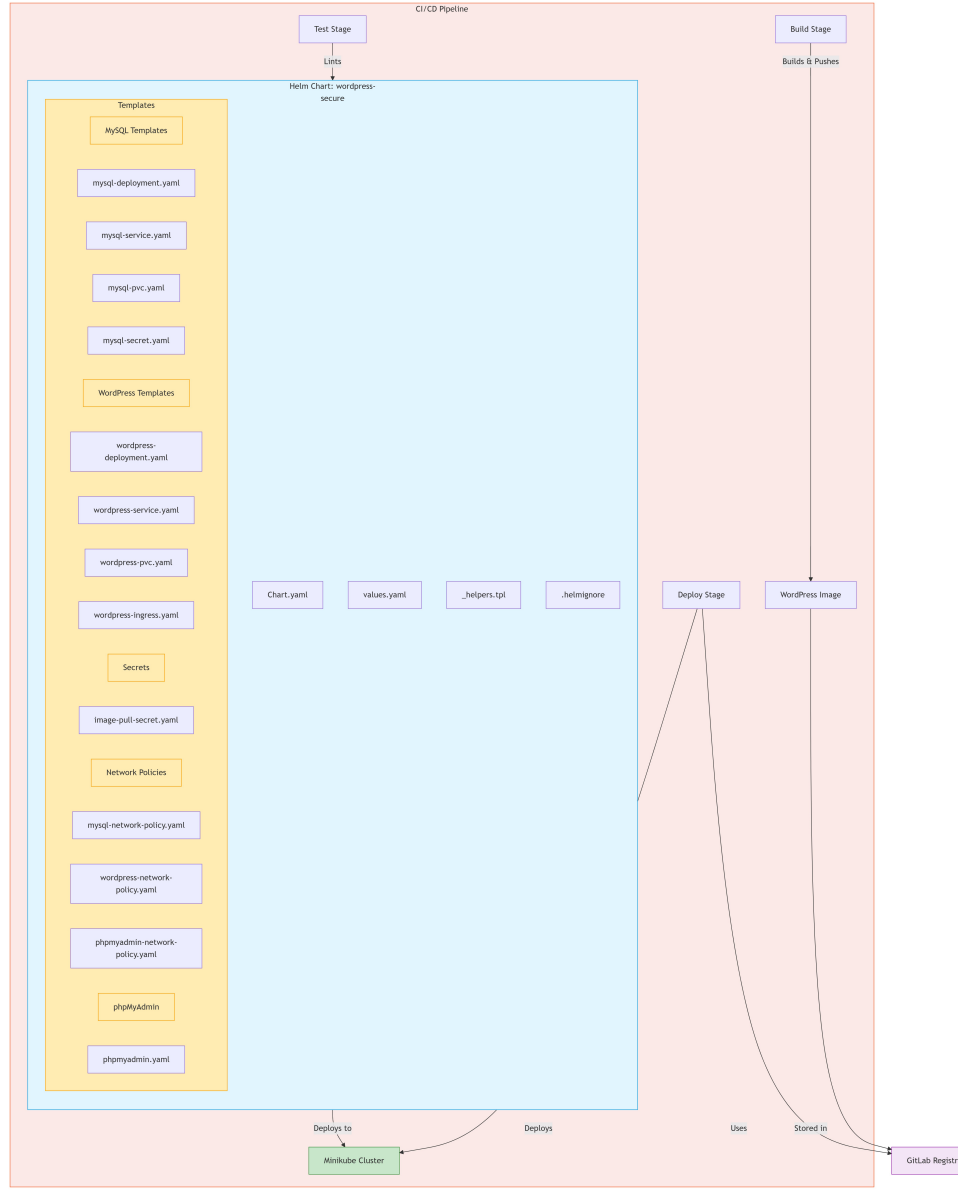 CI/CD Pipeline
Test Stage
Build Stage
Lints
Builds & Pushes
Helm Chart: wordpress-
secure
Templates
MySQL Templates
mysql-deployment.yaml
mysql-service.yaml
mysql-pvc.yaml
mysql-secret.yaml
WordPress Templates
wordpress-
deployment.yaml
wordpress-service.yaml
wordpress-pvc.yaml
wordpress-ingress.yaml
Secrets
image-pull-secret.yaml
Network Policies
mysql-network-policy.yaml
wordpress-network-
policy.yaml
phpmyadmin-network-
policy.yaml
phpMyAdmin
phpmyadmin.yaml
Chart.yaml
values.yaml
_helpers.tpl
.helmignore
Deploy Stage
WordPress Image
Deploys to
Deploys
Uses
Stored in
Minikube Cluster
GitLab Registr